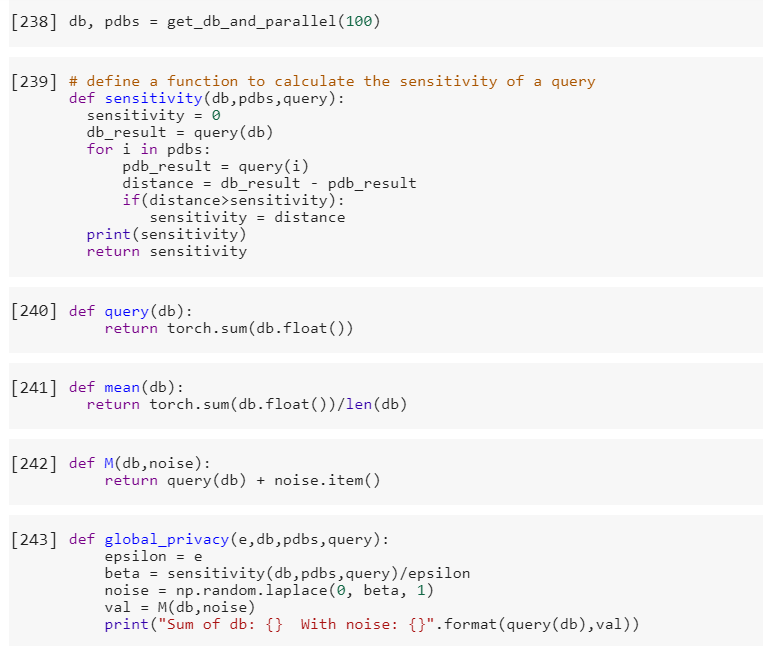 [238] db, pdbs = get_db_and_parallel(100)
[239] # define a function to calculate the sensitivity of a query
def sensitivity(db,pdbs,query):
  sensitivity = 0
  db_result = query(db)
  for i in pdbs:
      pdb_result = query(i)
      distance = db_result - pdb_result
      if(distance>sensitivity):
         sensitivity = distance
  print(sensitivity)
  return sensitivity
[240] def query(db):
    return torch.sum(db.float())
[241] def mean(db):
  return torch.sum(db.float())/len(db)
[242] def M(db,noise):
    return query(db) + noise.item()
[243] def global_privacy(e,db,pdbs,query):
    epsilon = e
    beta = sensitivity(db,pdbs,query)/epsilon
    noise = np.random.laplace(0, beta, 1)
    val = M(db,noise)
    print("Sum of db: {}  With noise: {}".format(query(db),val))